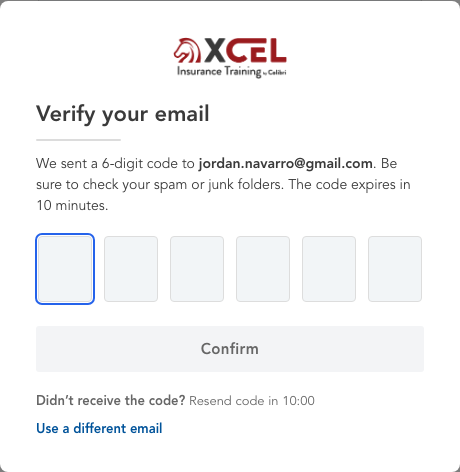 XCEL
Insurance Training by Colibri
Verify your email
We sent a 6-digit code to jordan.navarro@gmail.com. Be
sure to check your spam or junk folders. The code expires in
10 minutes.
Confirm
Didn’t receive the code? Resend code in 10:00
Use a different email